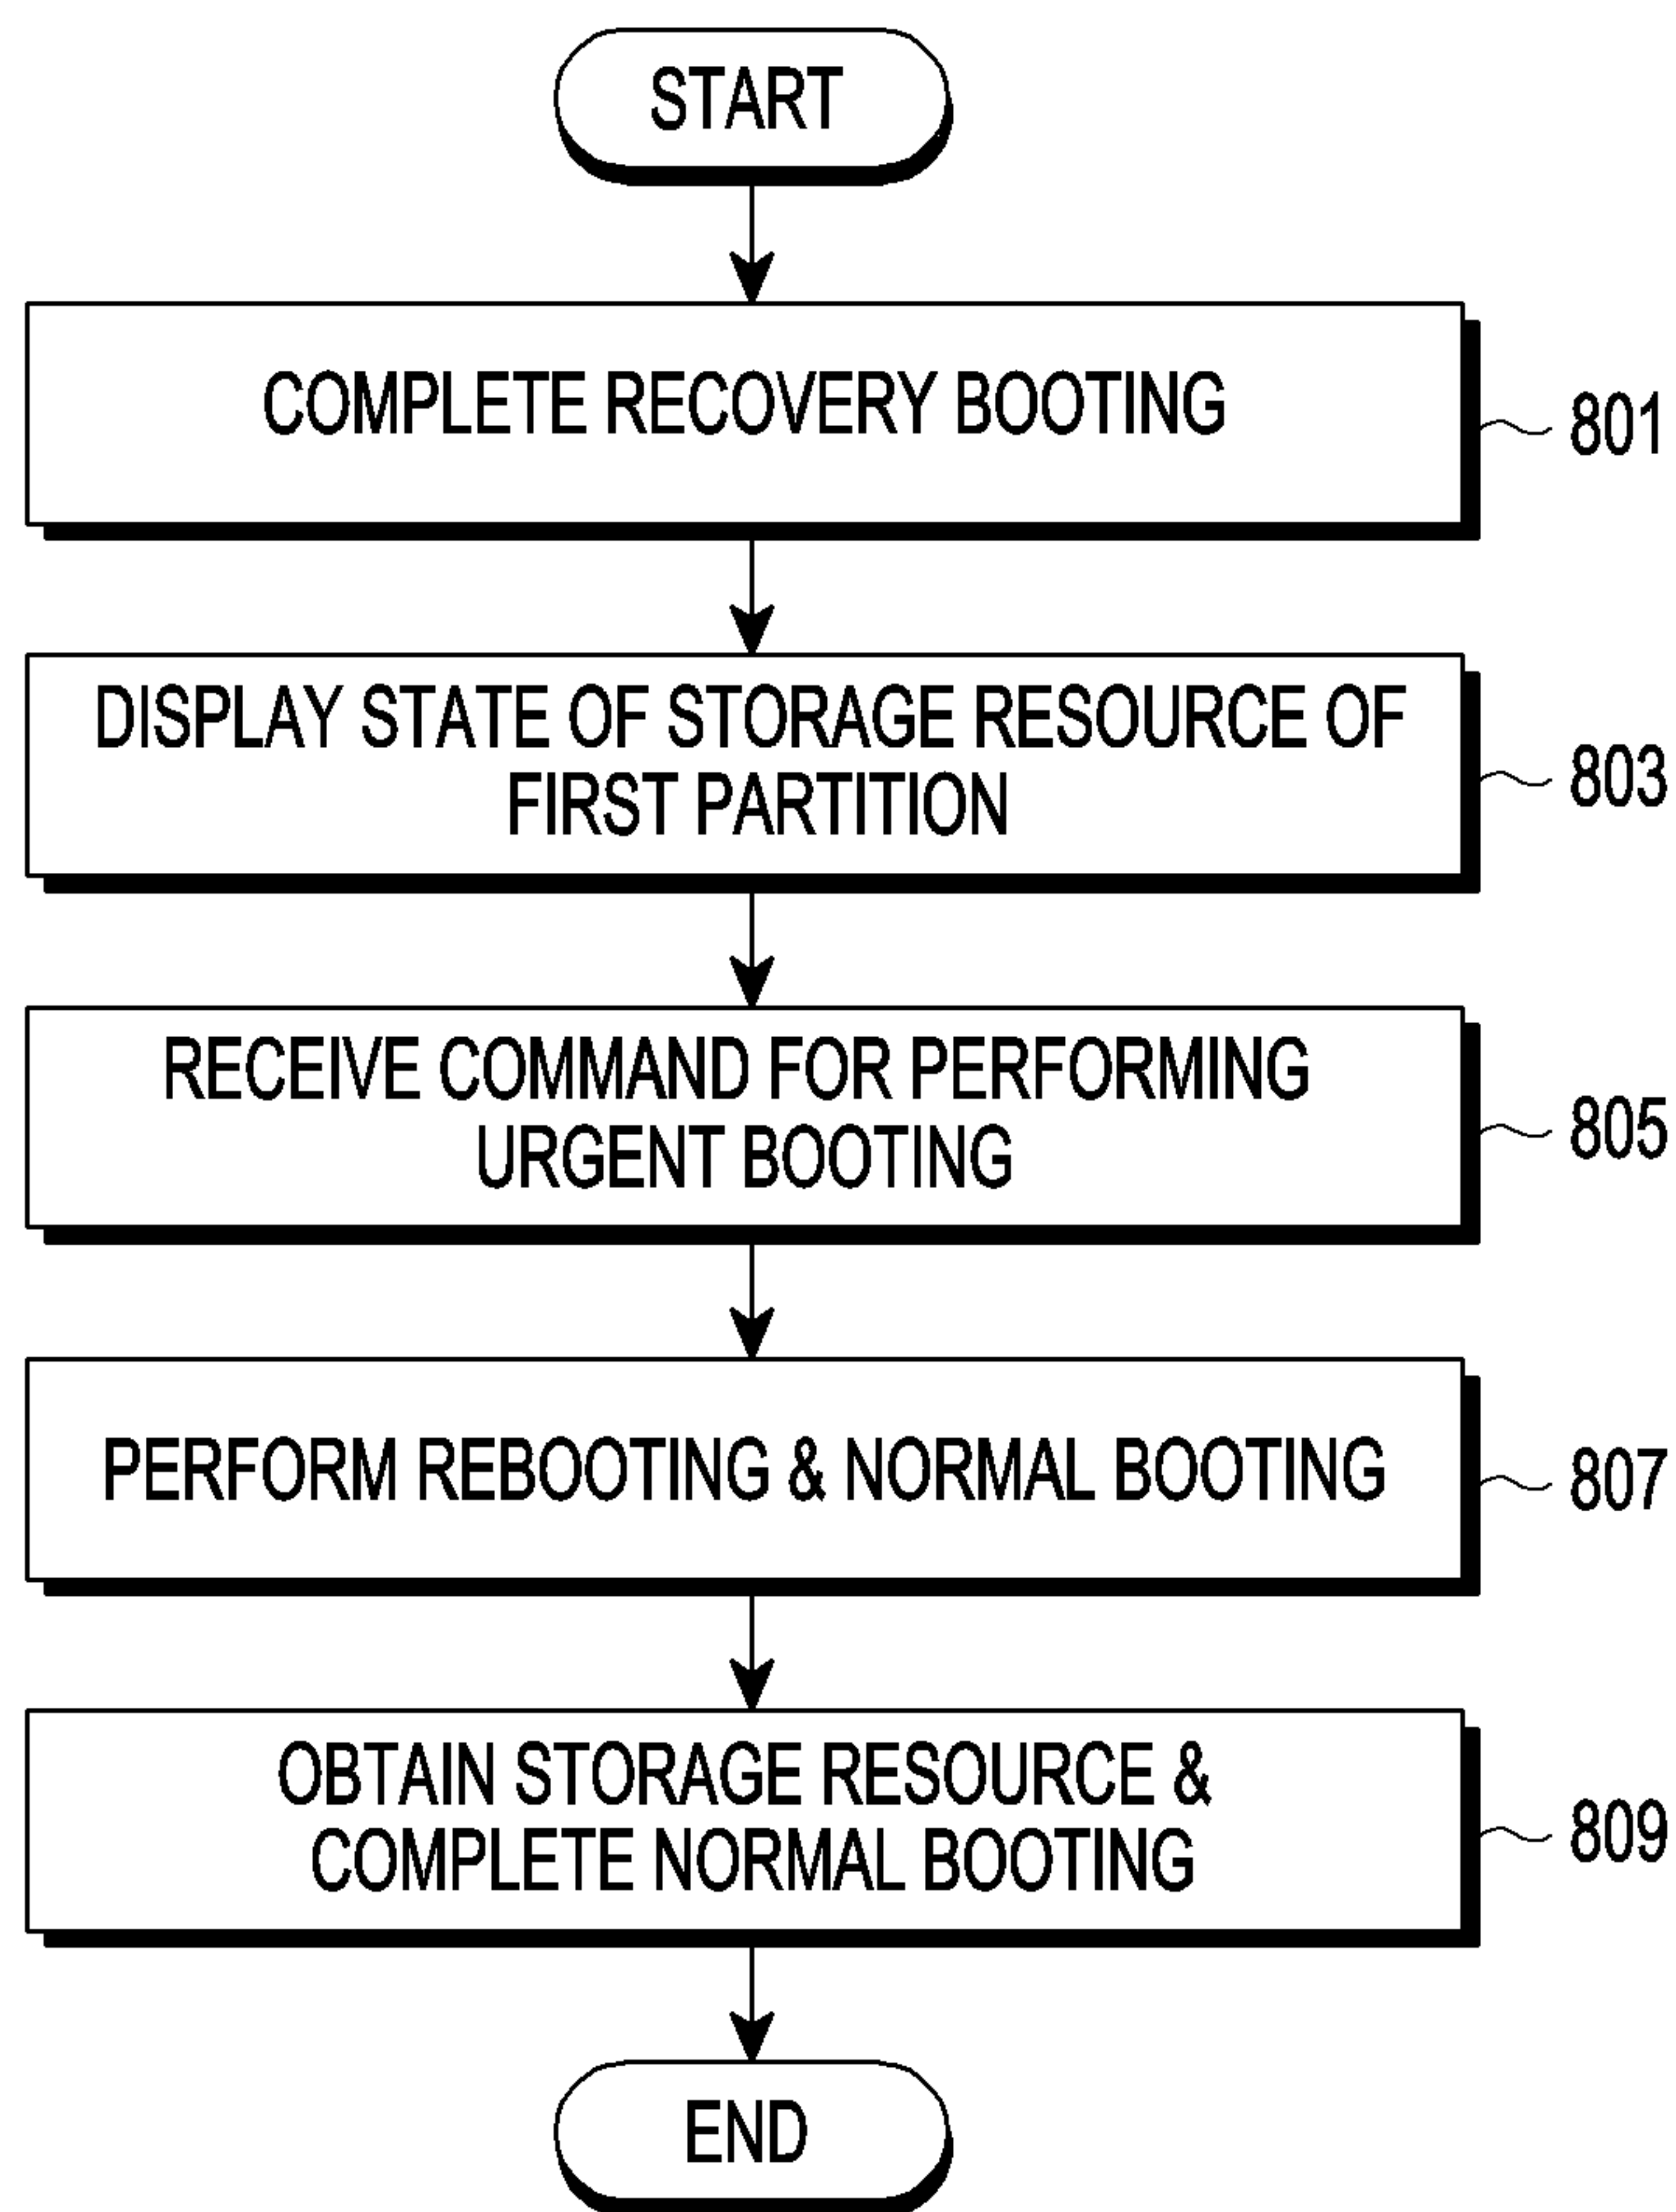 START
COMPLETE RECOVERY BOOTING
801
DISPLAY STATE OF STORAGE RESOURCE OF
FIRST PARTITION
803
RECEIVE COMMAND FOR PERFORMING
URGENT BOOTING
805
PERFORM REBOOTING & NORMAL BOOTING
807
OBTAIN STORAGE RESOURCE &
COMPLETE NORMAL BOOTING
809
END